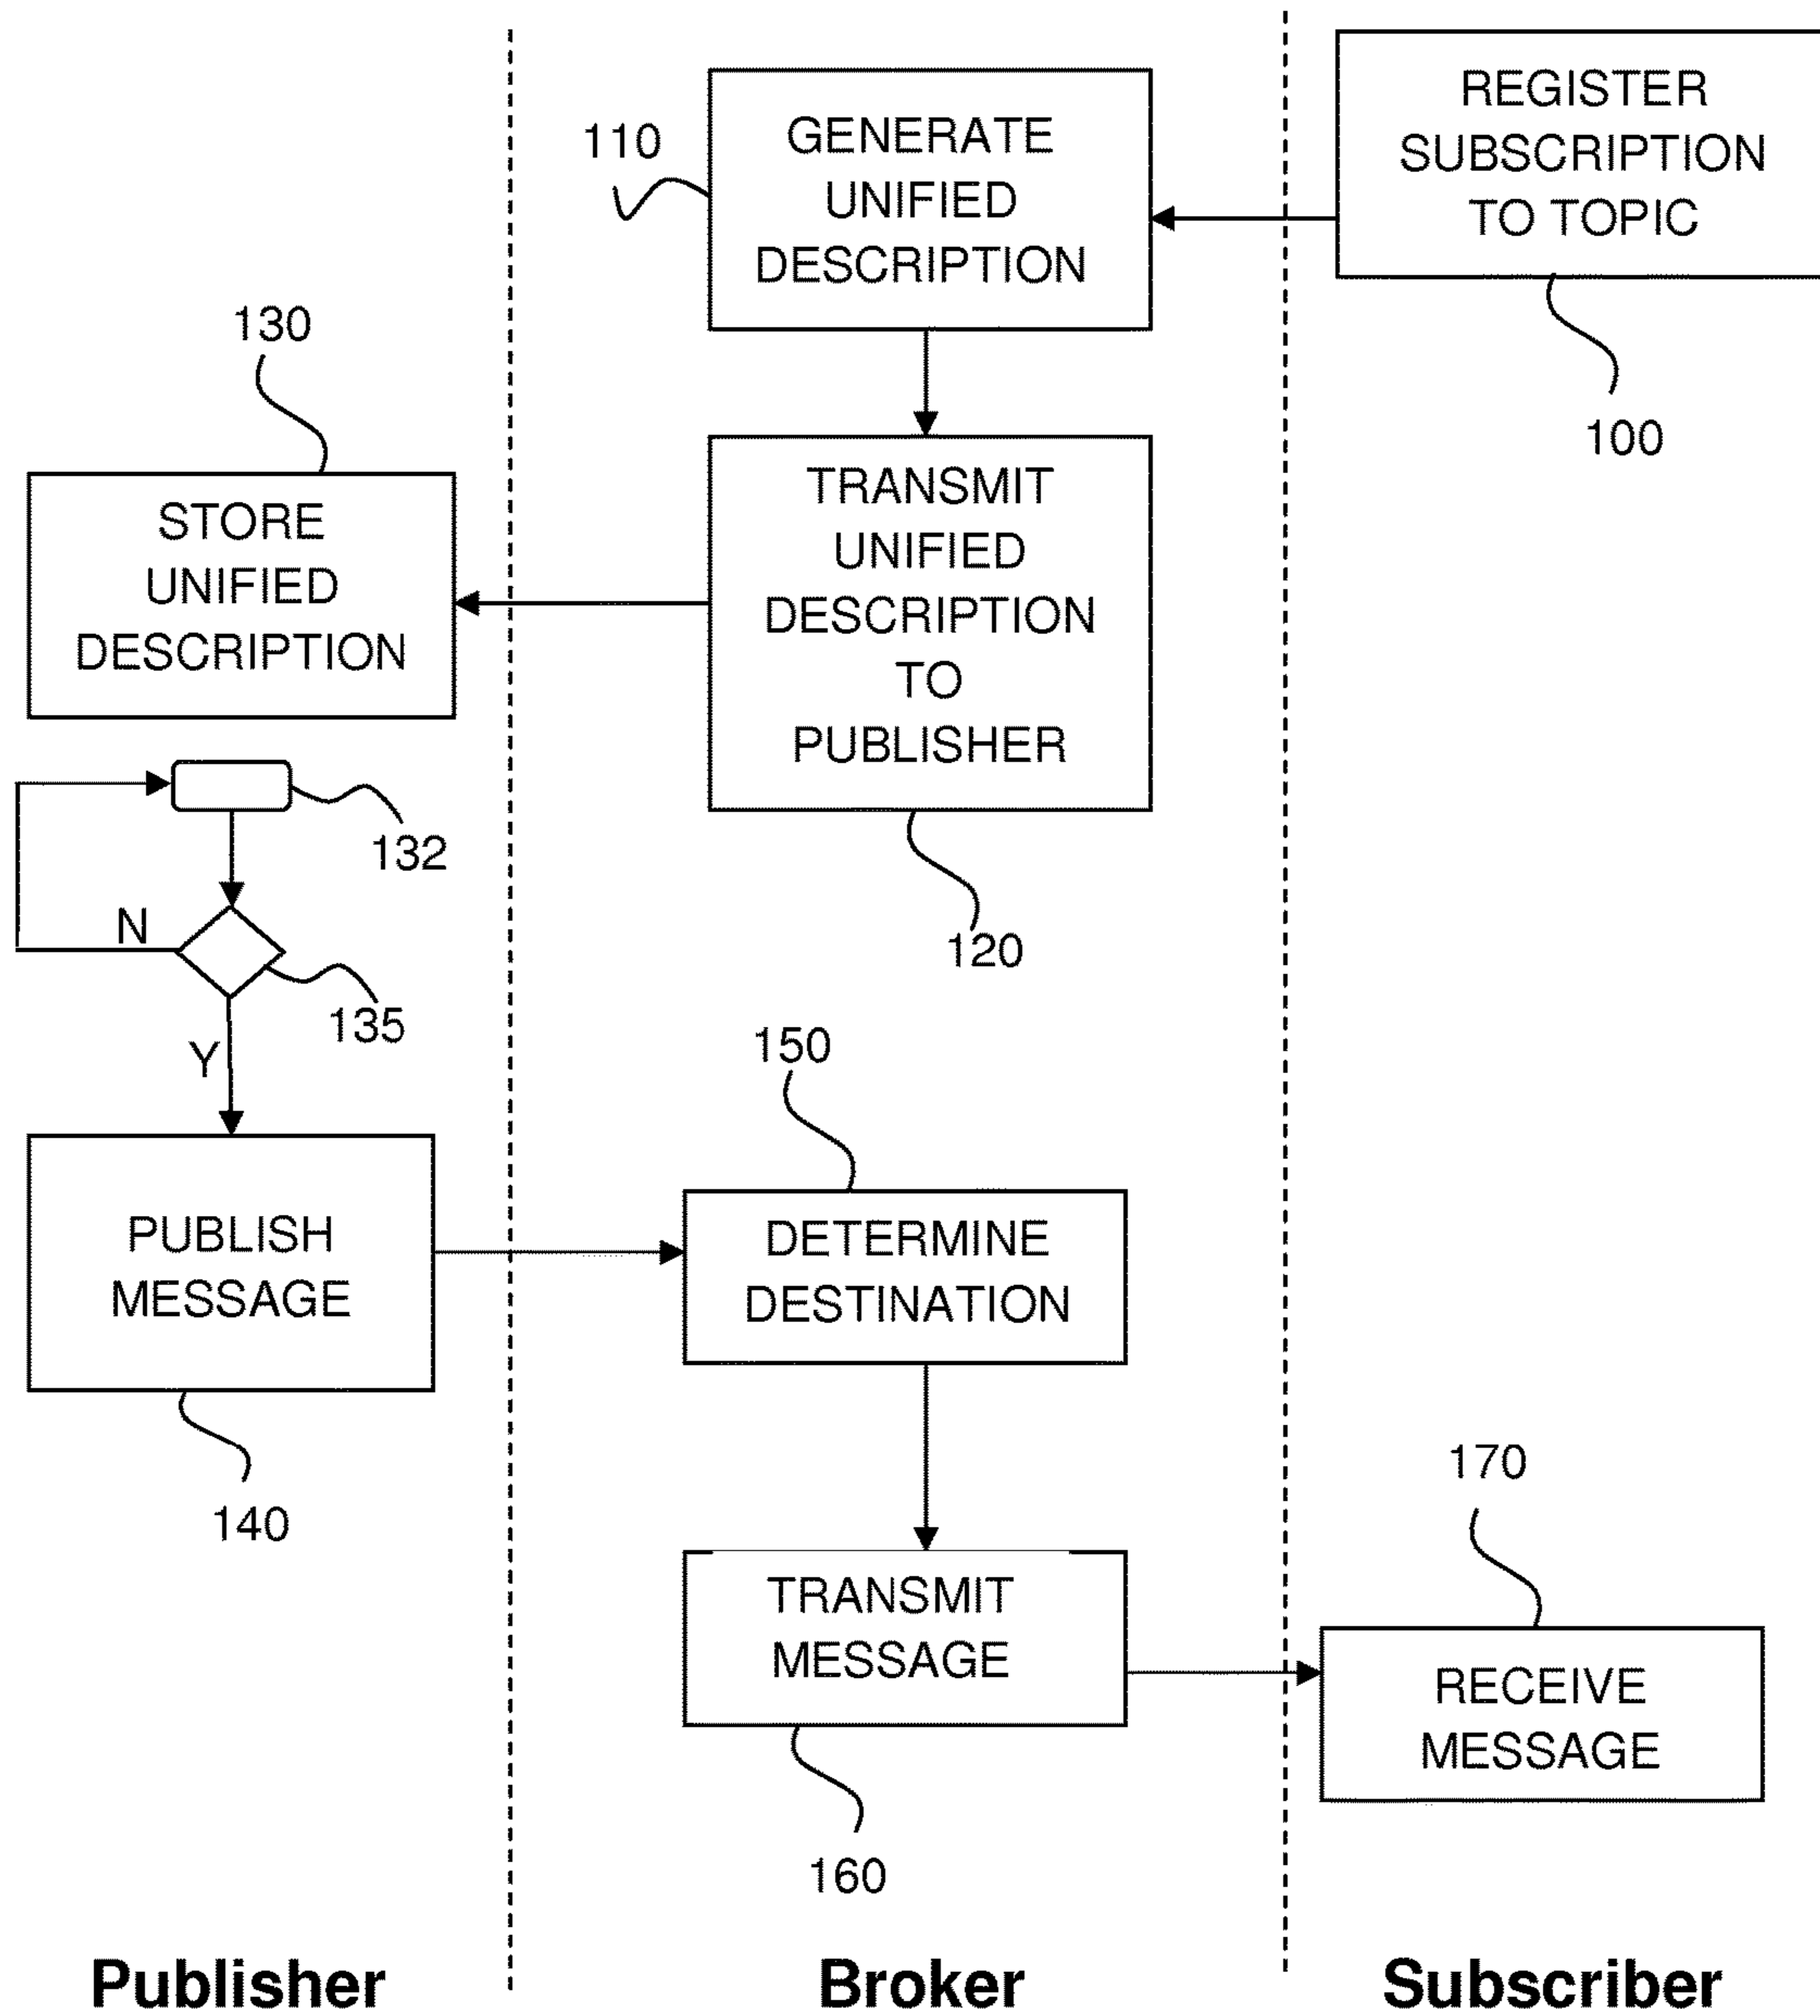 REGISTER
SUBSCRIPTION
TO TOPIC
100
110
GENERATE
UNIFIED
DESCRIPTION
130
STORE
UNIFIED
DESCRIPTION
TRANSMIT
UNIFIED
DESCRIPTION
TO
PUBLISHER
120
132
N
135
Y
PUBLISH
MESSAGE
140
150
DETERMINE
DESTINATION
TRANSMIT
MESSAGE
160
170
RECEIVE
MESSAGE
Publisher
Broker
Subscriber